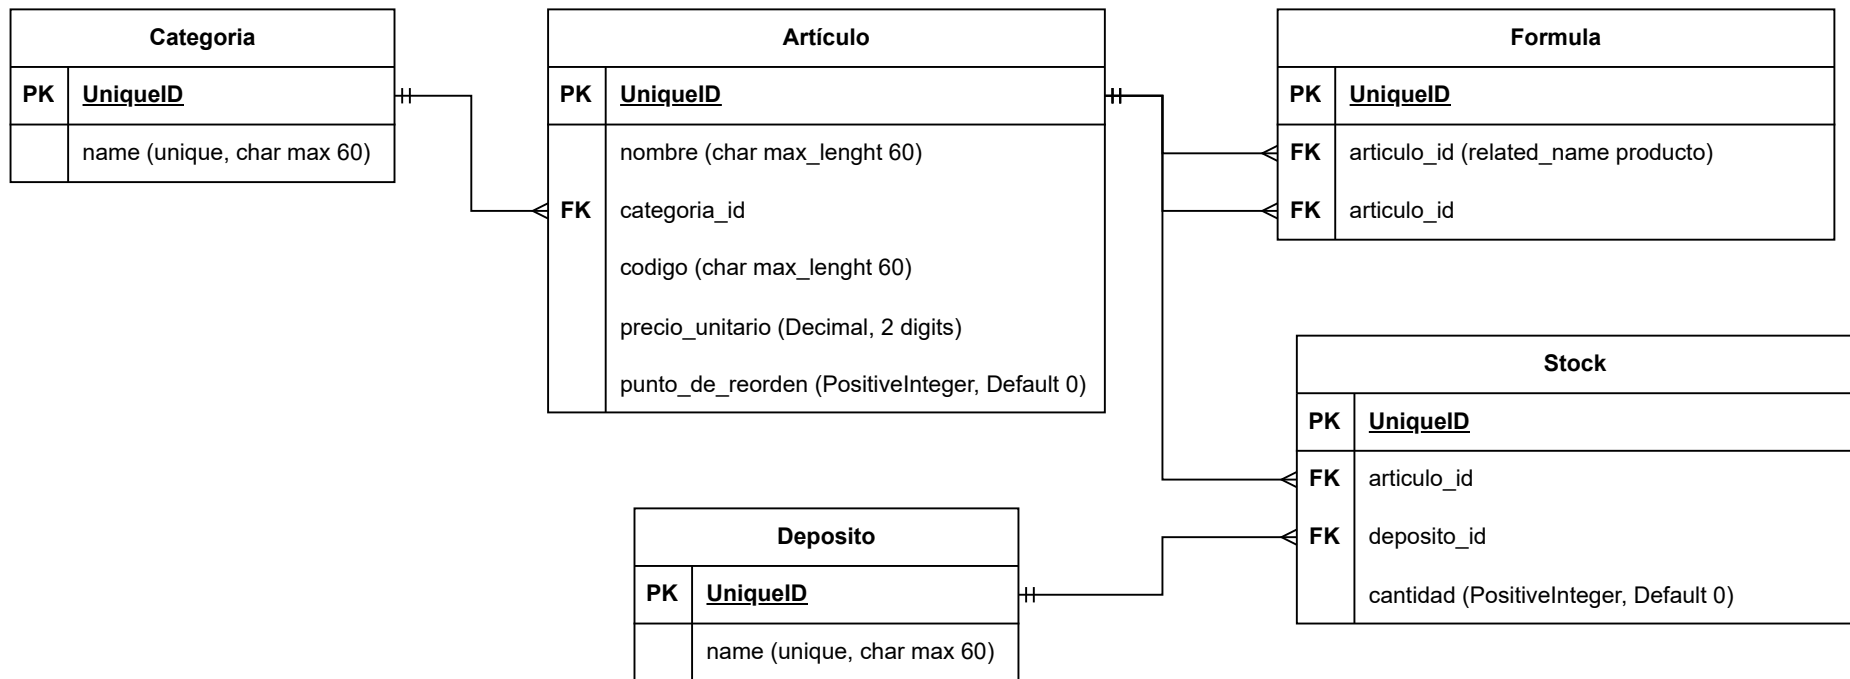 Categoria
PK UniqueID
name (unique, char max 60)
Artículo
PK UniqueID
nombre (char max_lenght 60)
FK categoria_id
codigo (char max_lenght 60)
precio_unitario (Decimal, 2 digits)
punto_de_reorden (PositiveInteger, Default 0)
Formula
PK UniqueID
FK articulo_id (related_name producto)
FK articulo_id
Stock
PK UniqueID
FK articulo_id
FK deposito_id
cantidad (PositiveInteger, Default 0)
Deposito
PK UniqueID
name (unique, char max 60)